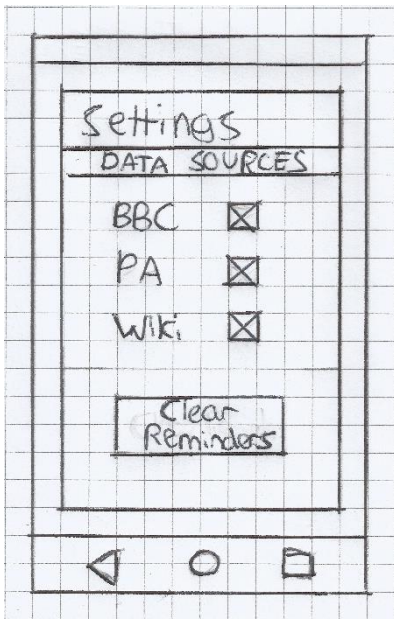 Settings
DATA SOURCES
BBC
PA
Wiki
Clear
Reminders